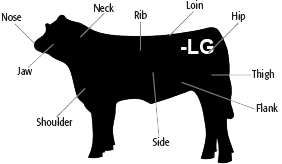 Nose
Neck
Rib
Loin
Hip
-LG
Jaw
Thigh
Shoulder
Side
Flank